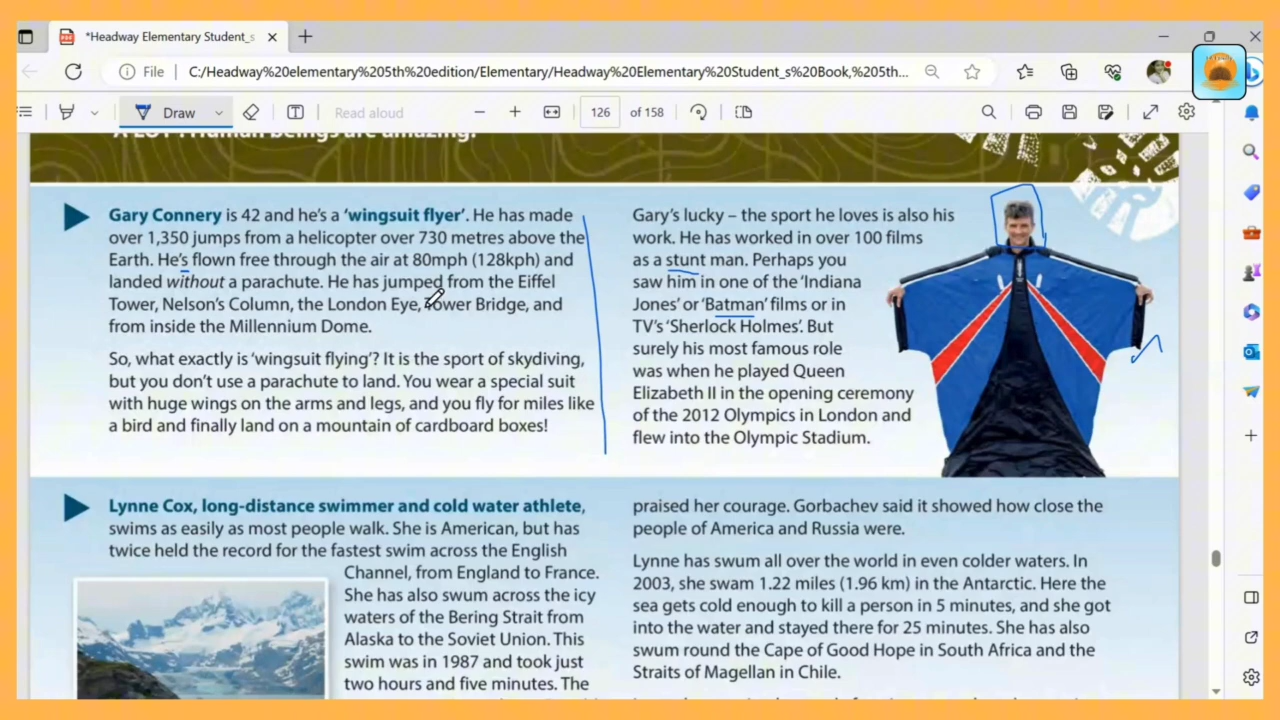 *Headway Elementary Student_s
File
C:/Headway%20elementary%205th%20edition/Elementary/Headway%20Elementary%20Student_s%20Book,%205th...
Draw
Read aloud
126
of 158
Human beings are amazing!
Gary Connery is 42 and he's a 'wingsuit flyer'. He has made
over 1,350 jumps from a helicopter over 730 metres above the
Earth. He's flown free through the air at 80mph (128kph) and
landed without a parachute. He has jumped from the Eiffel
Tower, Nelson's Column, the London Eye, Tower Bridge, and
from inside the Millennium Dome.
So, what exactly is 'wingsuit flying'? It is the sport of skydiving,
but you don't use a parachute to land. You wear a special suit
with huge wings on the arms and legs, and you fly for miles like
a bird and finally land on a mountain of cardboard boxes!
Gary's lucky – the sport he loves is also his
work. He has worked in over 100 films
as a stunt man. Perhaps you
saw him in one of the 'Indiana
Jones' or 'Batman' films or in
TV's 'Sherlock Holmes'. But
surely his most famous role
was when he played Queen
Elizabeth II in the opening ceremony
of the 2012 Olympics in London and
flew into the Olympic Stadium.
Lynne Cox, long-distance swimmer and cold water athlete,
swims as easily as most people walk. She is American, but has
twice held the record for the fastest swim across the English
Channel, from England to France.
She has also swum across the icy
waters of the Bering Strait from
Alaska to the Soviet Union. This
swim was in 1987 and took just
two hours and five minutes. The
praised her courage. Gorbachev said it showed how close the
people of America and Russia were.
Lynne has swum all over the world in even colder waters. In
2003, she swam 1.22 miles (1.96 km) in the Antarctic. Here the
sea gets cold enough to kill a person in 5 minutes, and she got
into the water and stayed there for 25 minutes. She has also
swum round the Cape of Good Hope in South Africa and the
Straits of Magellan in Chile.